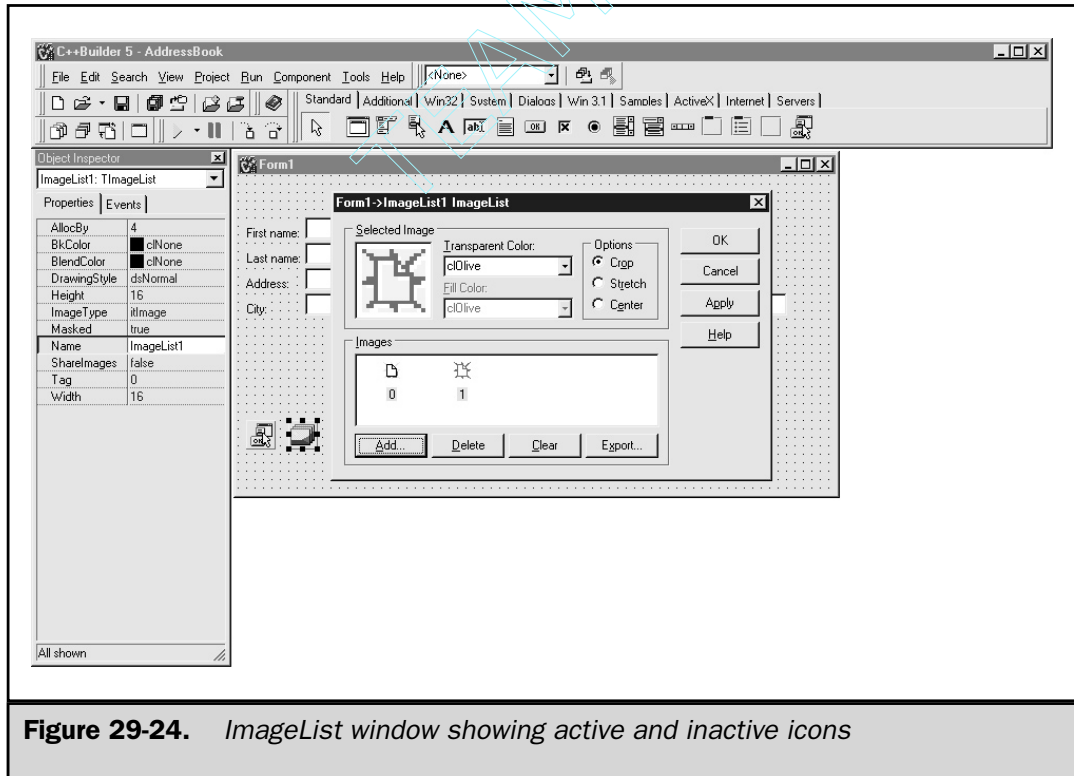 C++Builder 5 - AddressBook
File Edit Search View Project Run Component Tools Help <None>
Standard Additional Win32 System Dialogs Win 3.1 Samples ActiveX Internet Servers
A abI OK
Object Inspector
ImageList1: TImageList
Properties Events
AllocBy 4
BkColor clNone
BlendColor clNone
DrawingStyle dsNormal
Height 16
ImageType itImage
Masked true
Name ImageList1
ShareImages false
Tag 0
Width 16
All shown
Form1
First name:
Last name:
Address:
City:
Form1->ImageList1 ImageList
Selected Image
Transparent Color:
clOlive
Fill Color:
clOlive
Options
Crop
Stretch
Center
OK
Cancel
Apply
Help
Images
0 1
Add... Delete Clear Export...
Figure 29-24. ImageList window showing active and inactive icons